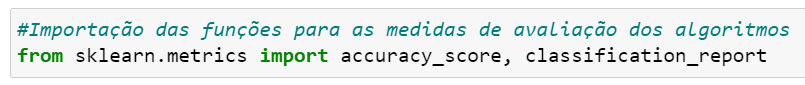 #Importação das funções para as medidas de avaliação dos algoritmos
from sklearn.metrics import accuracy_score, classification_report